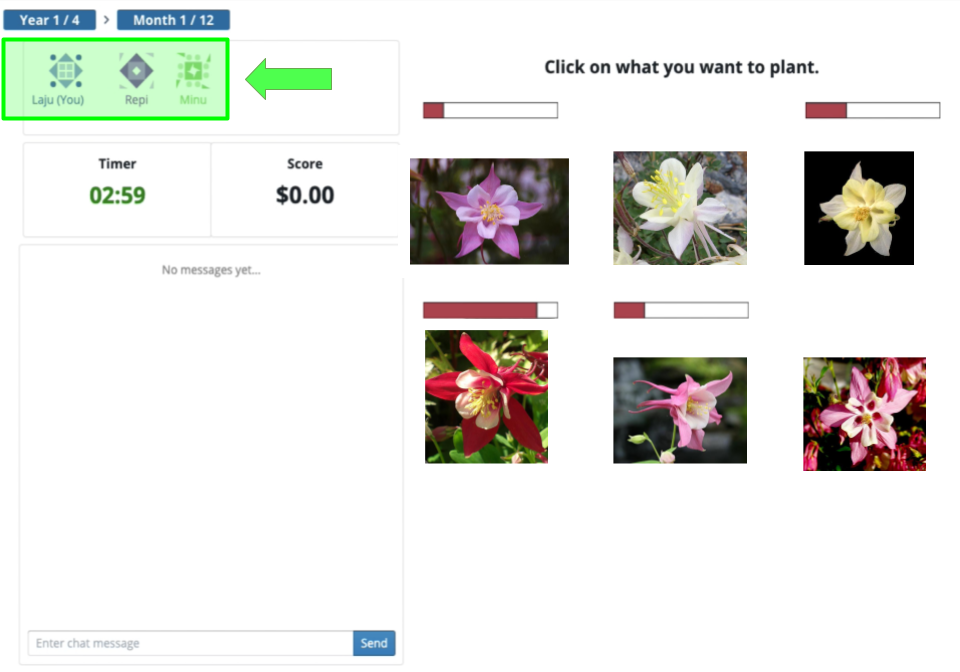 Year 1 / 4 > Month 1 / 12
Laju (You) Repi Minu
Click on what you want to plant.
Timer Score
02:59 $0.00
No messages yet...
Enter chat message Send